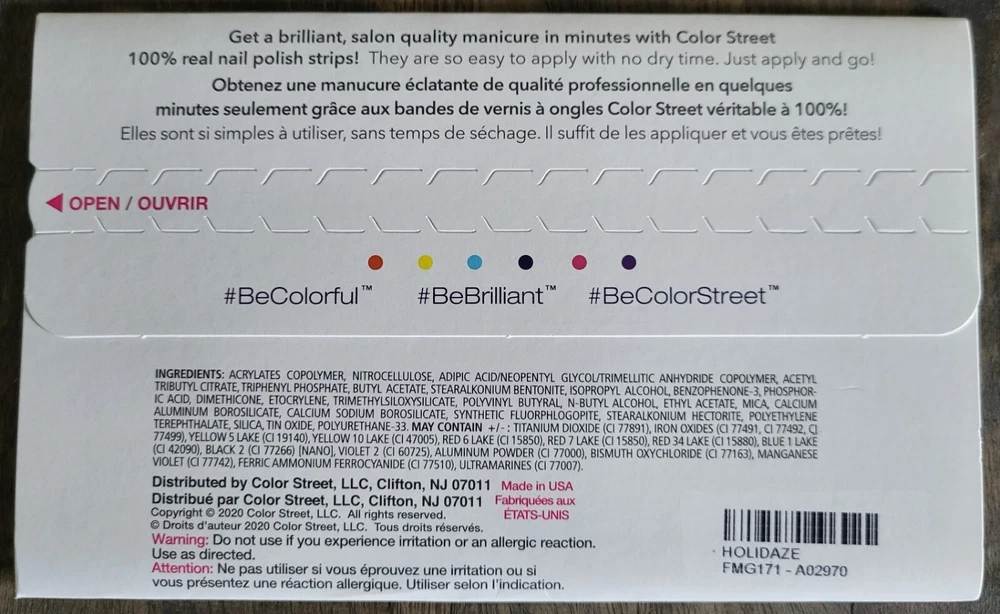 Get a brilliant, salon quality manicure in minutes with Color Street
100% real nail polish strips! They are so easy to apply with no dry time. Just apply and go!
Obtenez une manucure éclatante de qualité professionnelle en quelques
minutes seulement grâce aux bandes de vernis à ongles Color Street véritable à 100%!
Elles sont si simples à utiliser, sans temps de séchage. Il suffit de les appliquer et vous êtes prêtes!
OPEN / OUVRIR
#BeColorful™ #BeBrilliant™ #BeColorStreet™
INGREDIENTS: ACRYLATES COPOLYMER, NITROCELLULOSE, ADIPIC ACID/NEOPENTYL GLYCOL/TRIMELLITIC ANHYDRIDE COPOLYMER, ACETYL
TRIBUTYL CITRATE, TRIPHENYL PHOSPHATE, BUTYL ACETATE, STEARALKONIUM BENTONITE, ISOPROPYL ALCOHOL, BENZOPHENONE-3, PHOSPHOR-
IC ACID, DIMETHICONE, ETOCRYLENE, TRIMETHYLSILOXYSILICATE, POLYVINYL BUTYRAL, N-BUTYL ALCOHOL, ETHYL ACETATE, MICA, CALCIUM
ALUMINUM BOROSILICATE, CALCIUM SODIUM BOROSILICATE, SYNTHETIC FLUORPHLOGOPITE, STEARALKONIUM HECTORITE, POLYETHYLENE
TEREPHTHALATE, SILICA, TIN OXIDE, POLYURETHANE-33. MAY CONTAIN +/- : TITANIUM DIOXIDE (CI 77891), IRON OXIDES (CI 77491, CI 77492, CI
77499), YELLOW 5 LAKE (CI 19140), YELLOW 10 LAKE (CI 47005), RED 6 LAKE (CI 15850), RED 7 LAKE (CI 15850), RED 34 LAKE (CI 15880), BLUE 1 LAKE
(CI 42090), BLACK 2 (CI 77266) [NANO], VIOLET 2 (CI 60725), ALUMINUM POWDER (CI 77000), BISMUTH OXYCHLORIDE (CI 77163), MANGANESE
VIOLET (CI 77742), FERRIC AMMONIUM FERROCYANIDE (CI 77510), ULTRAMARINES (CI 77007).
Distributed by Color Street, LLC, Clifton, NJ 07011 Made in USA
Distribué par Color Street, LLC, Clifton, NJ 07011 Fabriquées aux
ÉTATS-UNIS
Copyright © 2020 Color Street, LLC. All rights reserved.
© Droits d'auteur 2020 Color Street, LLC. Tous droits réservés.
Warning: Do not use if you experience irritation or an allergic reaction.
Use as directed.
Attention: Ne pas utiliser si vous éprouvez une irritation ou si
vous présentez une réaction allergique. Utiliser selon l'indication.
HOLIDAZE
FMG171 - A02970